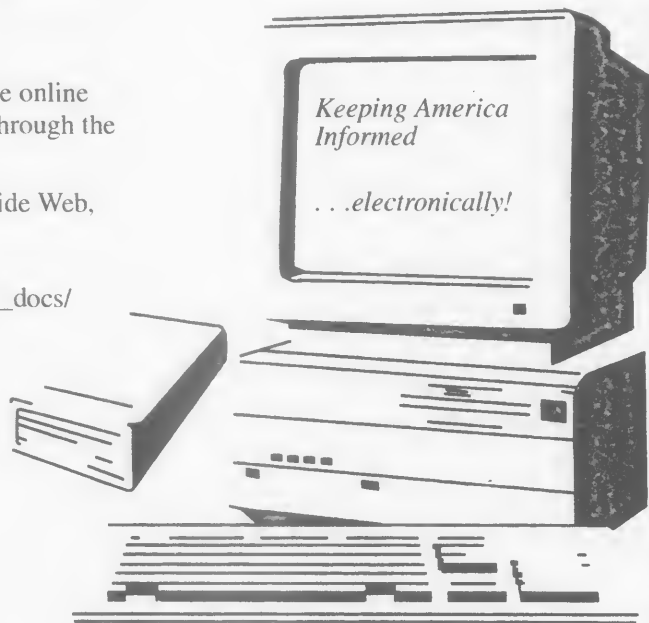 e online
hrough the
ide Web,
_docs/
Keeping America
Informed
. . .electronically!